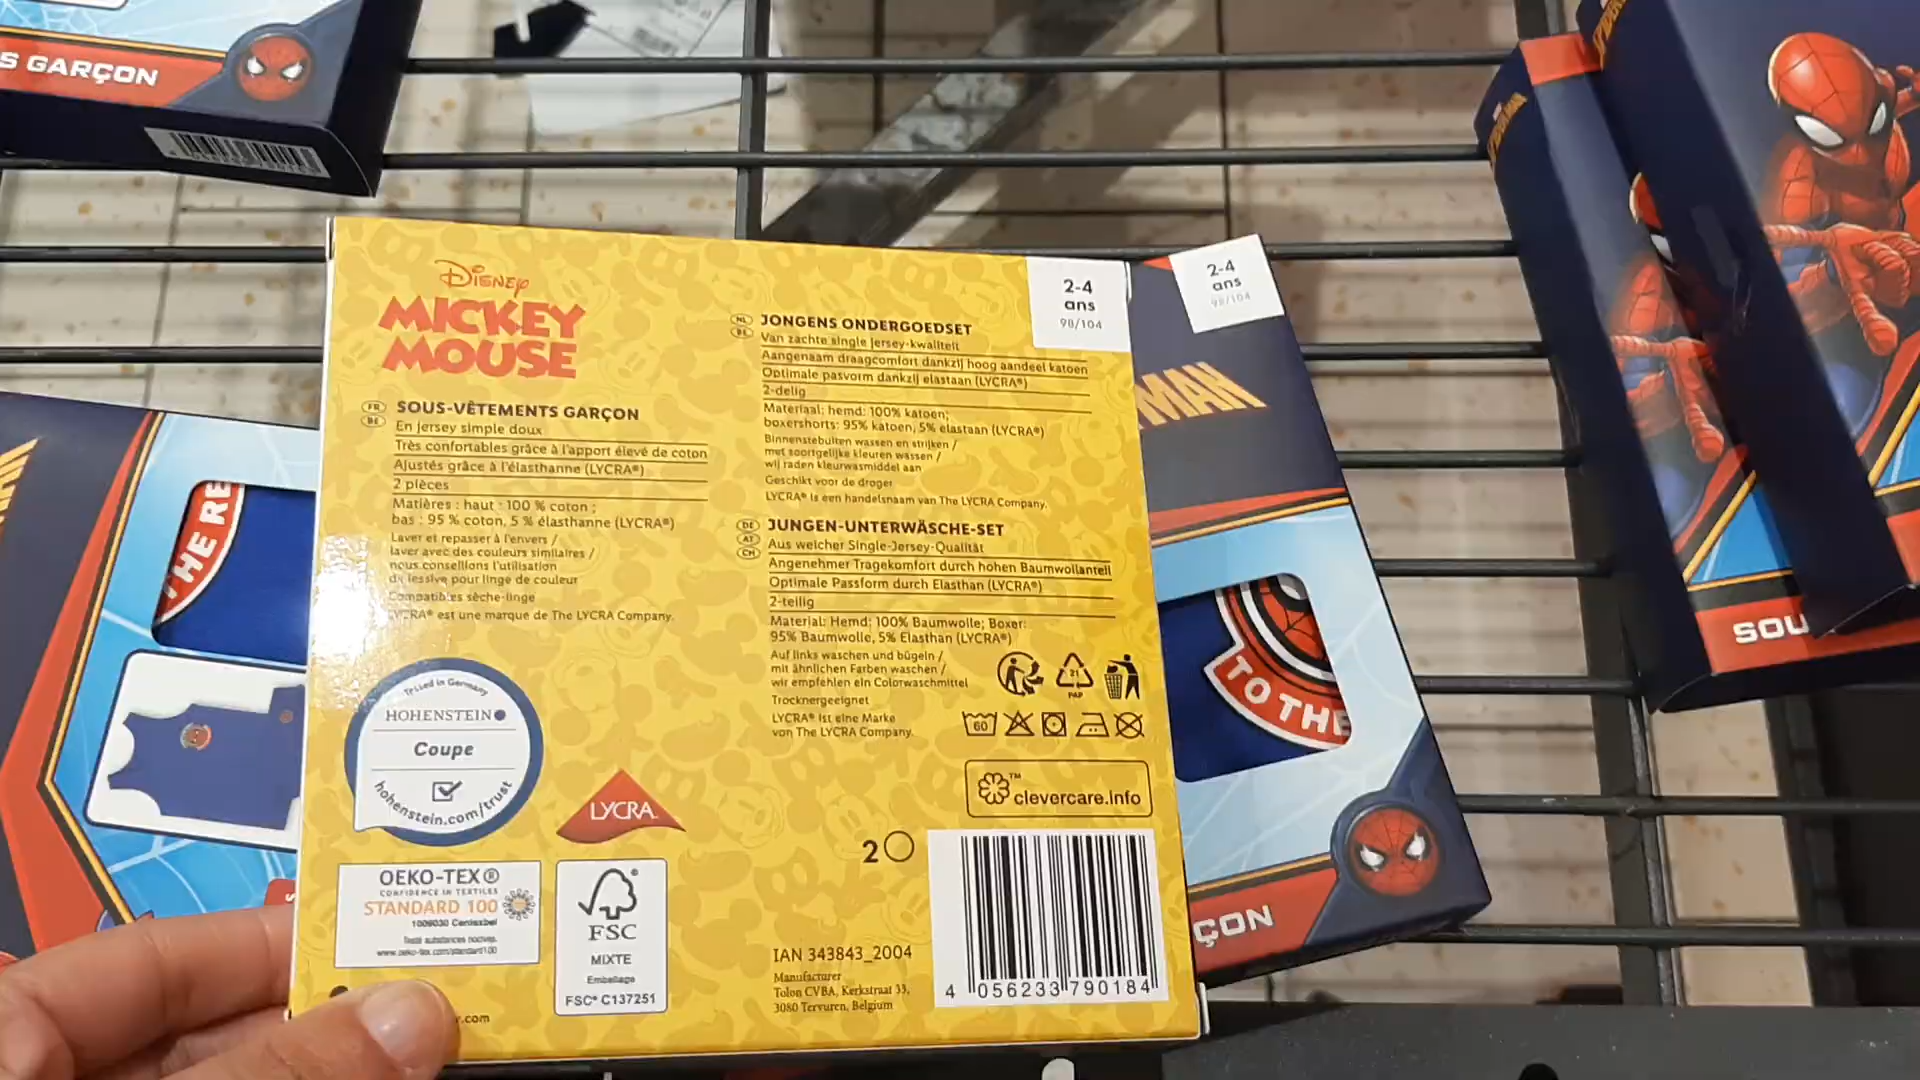 S GARÇON
DISNEY
MICKEY
MOUSE
FR
BE
SOUS-VÊTEMENTS GARÇON
En jersey simple doux
Très confortables grâce à l'apport élevé de coton
Ajustés grâce à l'élasthanne (LYCRA®)
2 pièces
Matières : haut : 100 % coton ;
bas : 95 % coton, 5 % élasthanne (LYCRA®)
Laver et repasser à l'envers /
laver avec des couleurs similaires /
nous conseillons l'utilisation
de lessive pour linge de couleur
Compatibles sèche-linge
LYCRA® est une marque de The LYCRA Company.
Tested in Germany
HOHENSTEIN
Coupe
hohenstein.com/trust
LYCRA
OEKO-TEX®
CONFIDENCE IN TEXTILES
STANDARD 100
1009030 Centexbel
www.oeko-tex.com/standard100
FSC
MIXTE
Emballage
FSC® C137251
.com
NL
BE
JONGENS ONDERGOEDSET
Van zachte single jersey-kwaliteit
Aangenaam draagcomfort dankzij hoog aandeel katoen
Optimale pasvorm dankzij elastaan (LYCRA®)
2-delig
Materiaal: hemd: 100% katoen;
boxershorts: 95% katoen, 5% elastaan (LYCRA®)
Binnenstebuiten wassen en strijken /
met soortgelijke kleuren wassen /
wij raden kleurwasmiddel aan
Geschikt voor de droger
LYCRA® is een handelsnaam van The LYCRA Company.
DE
AT
CH
JUNGEN-UNTERWÄSCHE-SET
Aus weicher Single-Jersey-Qualität
Angenehmer Tragekomfort durch hohen Baumwollanteil
Optimale Passform durch Elasthan (LYCRA®)
2-teilig
Material: Hemd: 100% Baumwolle; Boxer:
95% Baumwolle, 5% Elasthan (LYCRA®)
Auf links waschen und bügeln /
mit ähnlichen Farben waschen /
wir empfehlen ein Colorwaschmittel
Trocknergeeignet
LYCRA® ist eine Marke
von The LYCRA Company.
21
PAP
60
™
clevercare.info
2
IAN 343843_2004
Manufacturer
Tolon CVBA, Kerkstraat 33,
3080 Tervuren, Belgium
4 056233 790184
2-4
ans
98/104
2-4
ans
98/104
MAN
THE RE
TO THE
ÇON
SOU